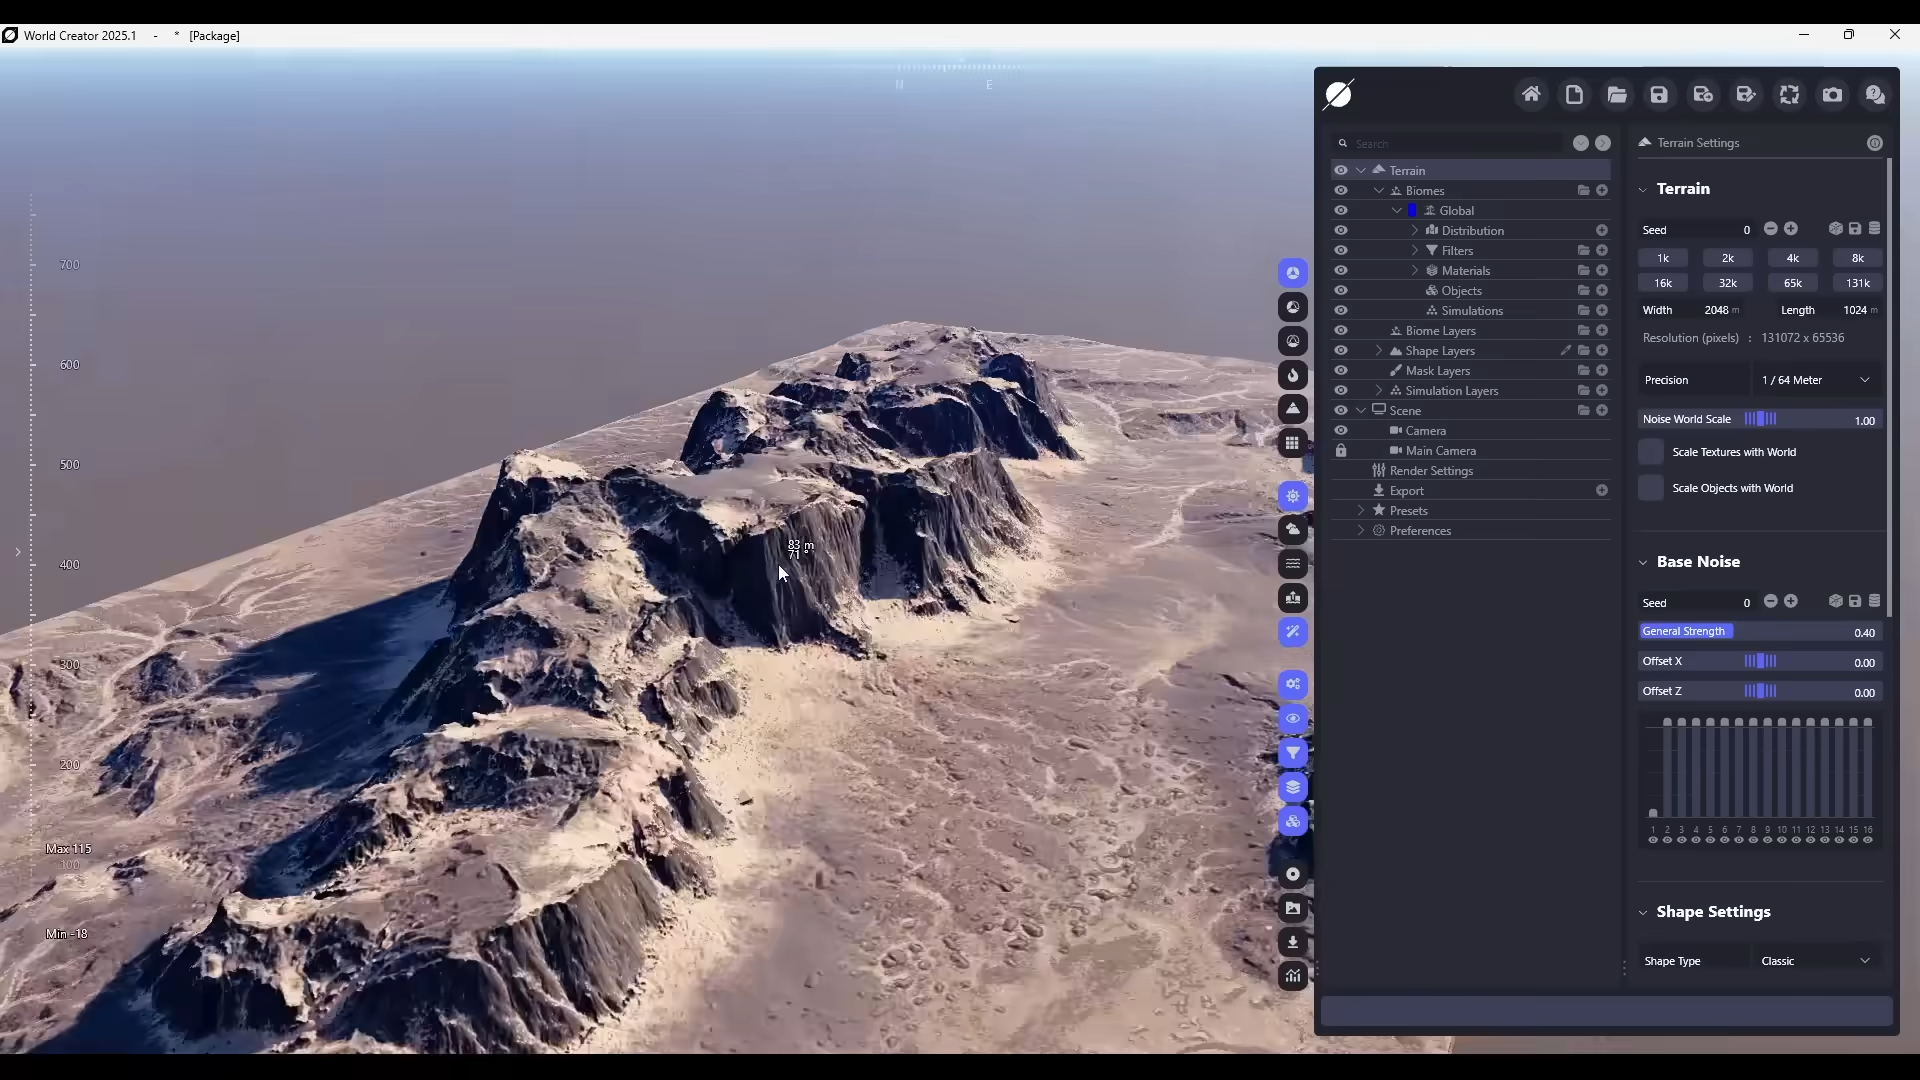 World Creator 2025.1 - * [Package]
N E
700
600
500
400
300
200
Max 115
100
Min -18
83 m
71 °
Search
Terrain
Biomes
Global
Distribution
Filters
Materials
Objects
Simulations
Biome Layers
Shape Layers
Mask Layers
Simulation Layers
Scene
Camera
Main Camera
Render Settings
Export
Presets
Preferences
Terrain Settings
Terrain
Seed 0
1k 2k 4k 8k
16k 32k 65k 131k
Width 2048 m Length 1024 m
Resolution (pixels) : 131072 x 65536
Precision 1 / 64 Meter
Noise World Scale 1.00
Scale Textures with World
Scale Objects with World
Base Noise
Seed 0
General Strength 0.40
Offset X 0.00
Offset Z 0.00
1 2 3 4 5 6 7 8 9 10 11 12 13 14 15 16
Shape Settings
Shape Type Classic